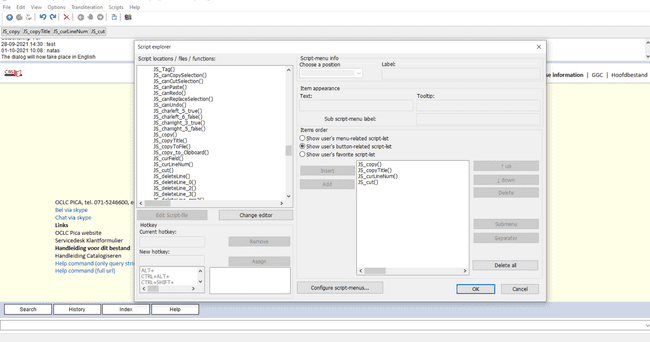 File Edit View Options Transliteration Scripts Help
JS_copy JS_copyTitle JS_curLineNum JS_cut
28-09-2021 14:30 : test
01-10-2021 10:08 : natas
The dialog will now take place in English
Script explorer
Script locations / files / functions:
JS_Tag()
JS_canCopySelection()
JS_canCutSelection()
JS_canPaste()
JS_canRedo()
JS_canReplaceSelection()
JS_canUndo()
JS_charleft_5_true()
JS_charleft_6_false()
JS_charright_3_true()
JS_charright_5_false()
JS_copy()
JS_copyTitle()
JS_copyToFile()
JS_copy_to_Clipboard()
JS_curField()
JS_curLineNum()
JS_cut()
JS_deleteLine()
JS_deleteLine_0()
JS_deleteLine_2()
JS_deleteLine_3()
Edit Script-file
Change editor
Hotkey
Current hotkey:
Remove
New hotkey:
Assign
ALT+
CTRL+ALT+
CTRL+SHIFT+
Script-menu info
Choose a position
Label:
Item appearance
Text:
Tooltip:
Sub script-menu label:
Items order
Show user's menu-related script-list
Show user's button-related script-list
Show user's favorite script-list
Insert
Add
JS_copy()
JS_copyTitle()
JS_curLineNum()
JS_cut()
↑ up
↓ down
Delete
Submenu
Separator
Delete all
Configure script-menus...
OK
Cancel
se information | GGC | Hoofdbestand
OCLC PICA, tel. 071-5246600, e
Bel via skype
Chat via skype
Links
OCLC Pica website
Servicedesk Klantformulier
Handleiding voor dit bestand
Handleiding Catalogiseren
Help command (only query strin
Help command (full url)
Search
History
Index
Help